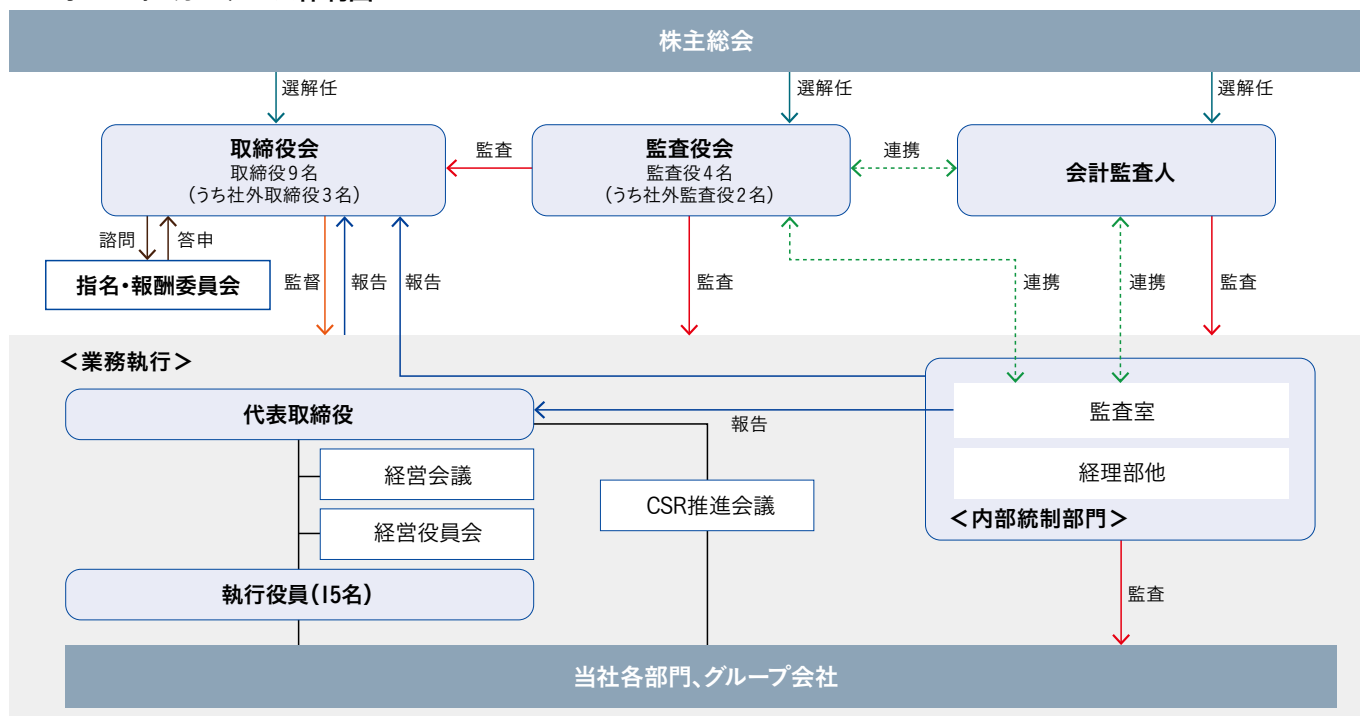 株主総会
選解任
選解任
選解任
取締役会
取締役9名
(うち社外取締役3名)
監査
監査役会
監査役4名
(うち社外監査役2名)
連携
会計監査人
諮問
答申
指名・報酬委員会
監督
報告
報告
監査
連携
連携
監査
＜業務執行＞
代表取締役
報告
監査室
経営会議
経理部他
CSR推進会議
＜内部統制部門＞
経営役員会
執行役員(15名)
監査
当社各部門、グループ会社